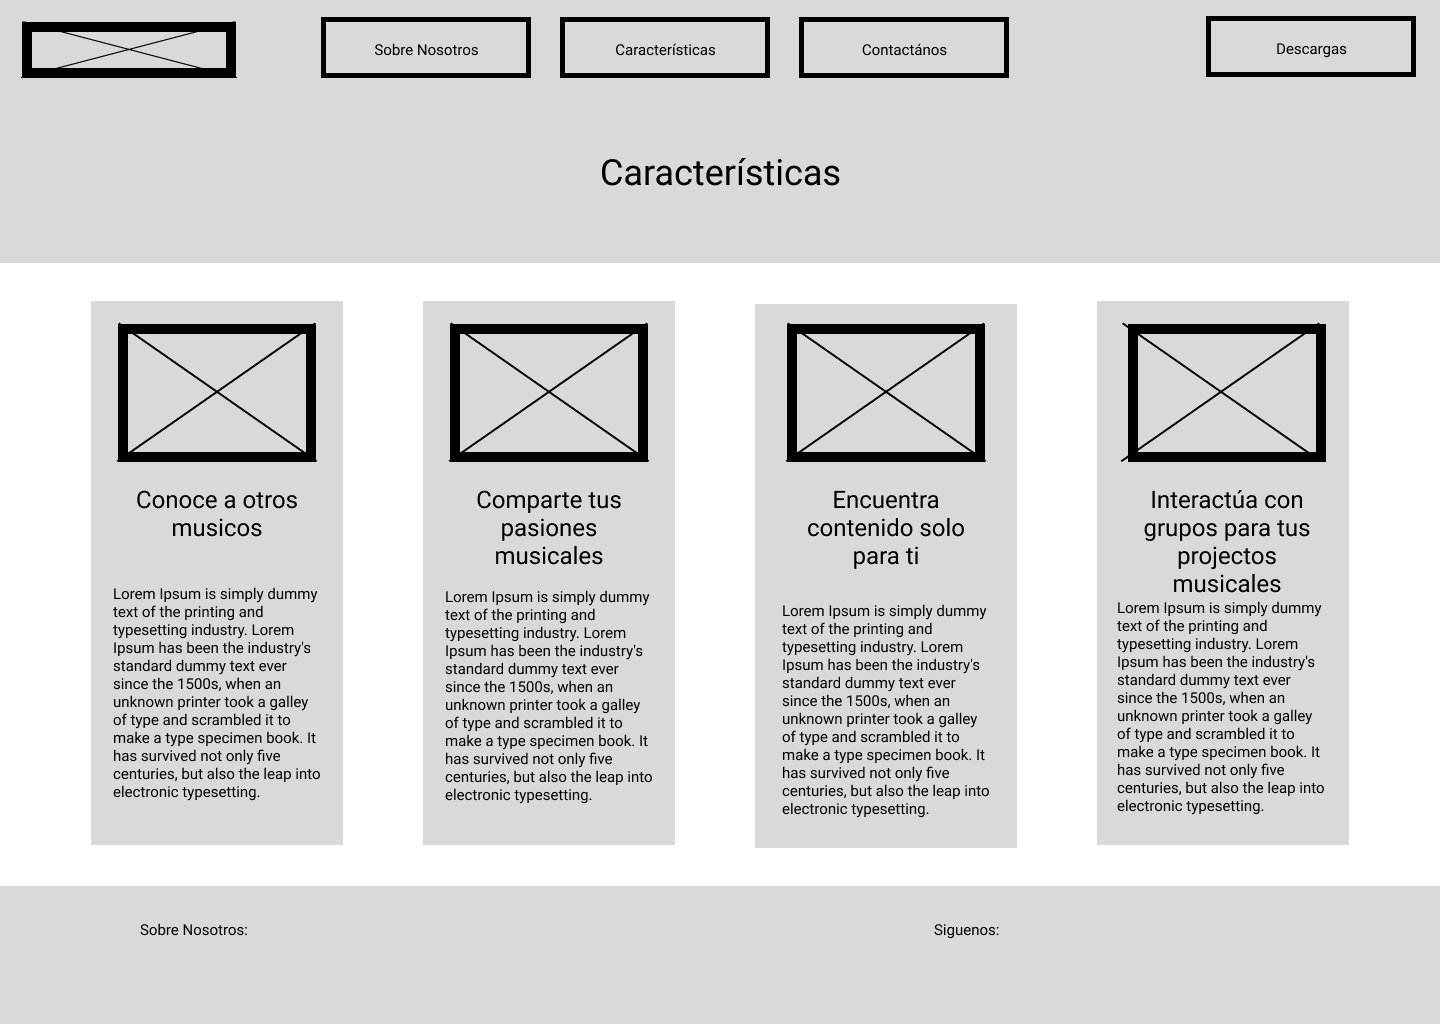 Sobre Nosotros
Características
Contactános
Descargas
Características
Conoce a otros
musicos
Lorem Ipsum is simply dummy
text of the printing and
typesetting industry. Lorem
Ipsum has been the industry's
standard dummy text ever
since the 1500s, when an
unknown printer took a galley
of type and scrambled it to
make a type specimen book. It
has survived not only five
centuries, but also the leap into
electronic typesetting.
Comparte tus
pasiones
musicales
Lorem Ipsum is simply dummy
text of the printing and
typesetting industry. Lorem
Ipsum has been the industry's
standard dummy text ever
since the 1500s, when an
unknown printer took a galley
of type and scrambled it to
make a type specimen book. It
has survived not only five
centuries, but also the leap into
electronic typesetting.
Encuentra
contenido solo
para ti
Lorem Ipsum is simply dummy
text of the printing and
typesetting industry. Lorem
Ipsum has been the industry's
standard dummy text ever
since the 1500s, when an
unknown printer took a galley
of type and scrambled it to
make a type specimen book. It
has survived not only five
centuries, but also the leap into
electronic typesetting.
Interactúa con
grupos para tus
projectos
musicales
Lorem Ipsum is simply dummy
text of the printing and
typesetting industry. Lorem
Ipsum has been the industry's
standard dummy text ever
since the 1500s, when an
unknown printer took a galley
of type and scrambled it to
make a type specimen book. It
has survived not only five
centuries, but also the leap into
electronic typesetting.
Sobre Nosotros:
Siguenos: